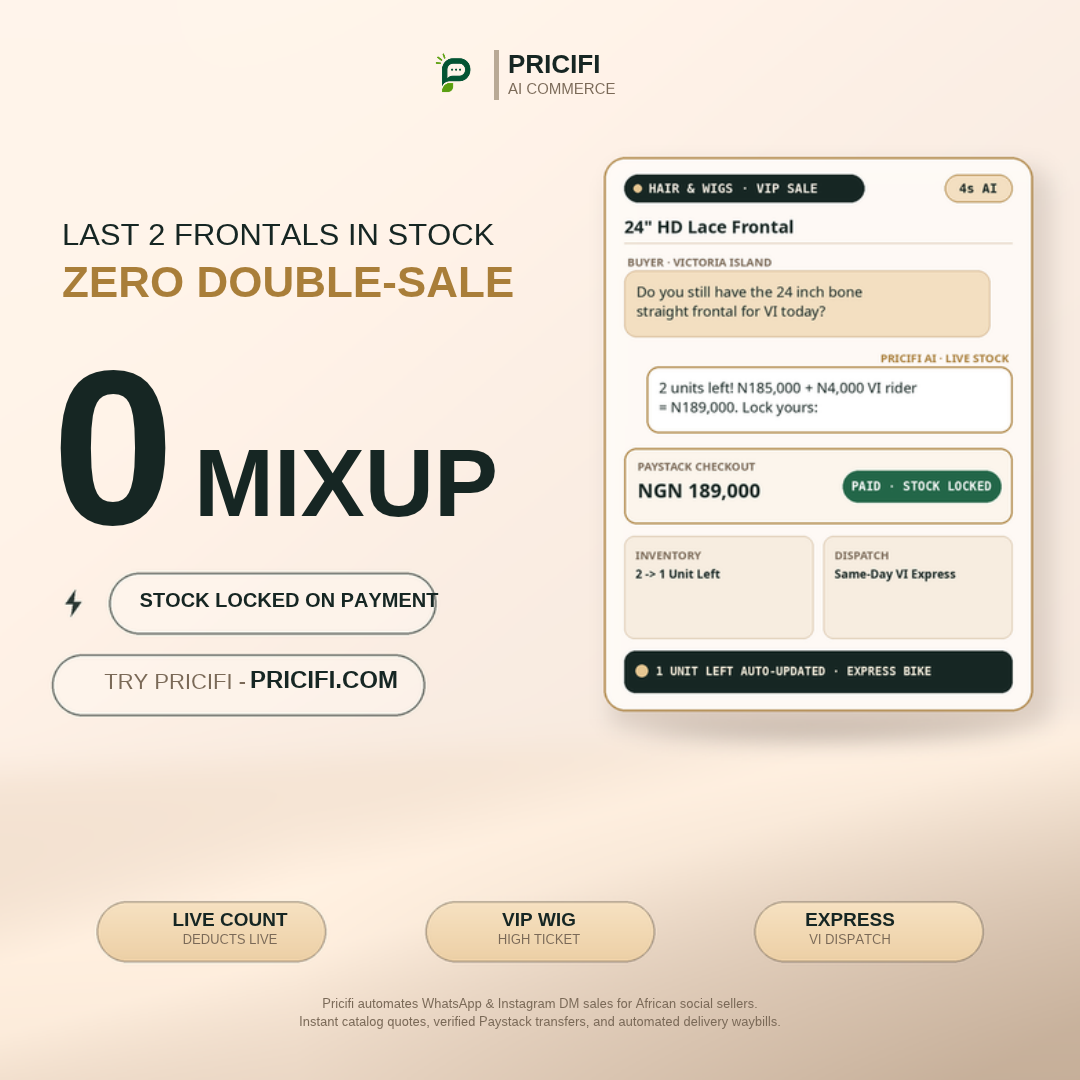 PRICIFI
AI COMMERCE
LAST 2 FRONTALS IN STOCK
ZERO DOUBLE-SALE
0 MIXUP
STOCK LOCKED ON PAYMENT
TRY PRICIFI - PRICIFI.COM
HAIR & WIGS · VIP SALE
4s AI
24" HD Lace Frontal
BUYER · VICTORIA ISLAND
Do you still have the 24 inch bone
straight frontal for VI today?
PRICIFI AI · LIVE STOCK
2 units left! N185,000 + N4,000 VI rider
= N189,000. Lock yours:
PAYSTACK CHECKOUT
NGN 189,000
PAID · STOCK LOCKED
INVENTORY
2 -> 1 Unit Left
DISPATCH
Same-Day VI Express
1 UNIT LEFT AUTO-UPDATED · EXPRESS BIKE
LIVE COUNT
DEDUCTS LIVE
VIP WIG
HIGH TICKET
EXPRESS
VI DISPATCH
Pricifi automates WhatsApp & Instagram DM sales for African social sellers.
Instant catalog quotes, verified Paystack transfers, and automated delivery waybills.